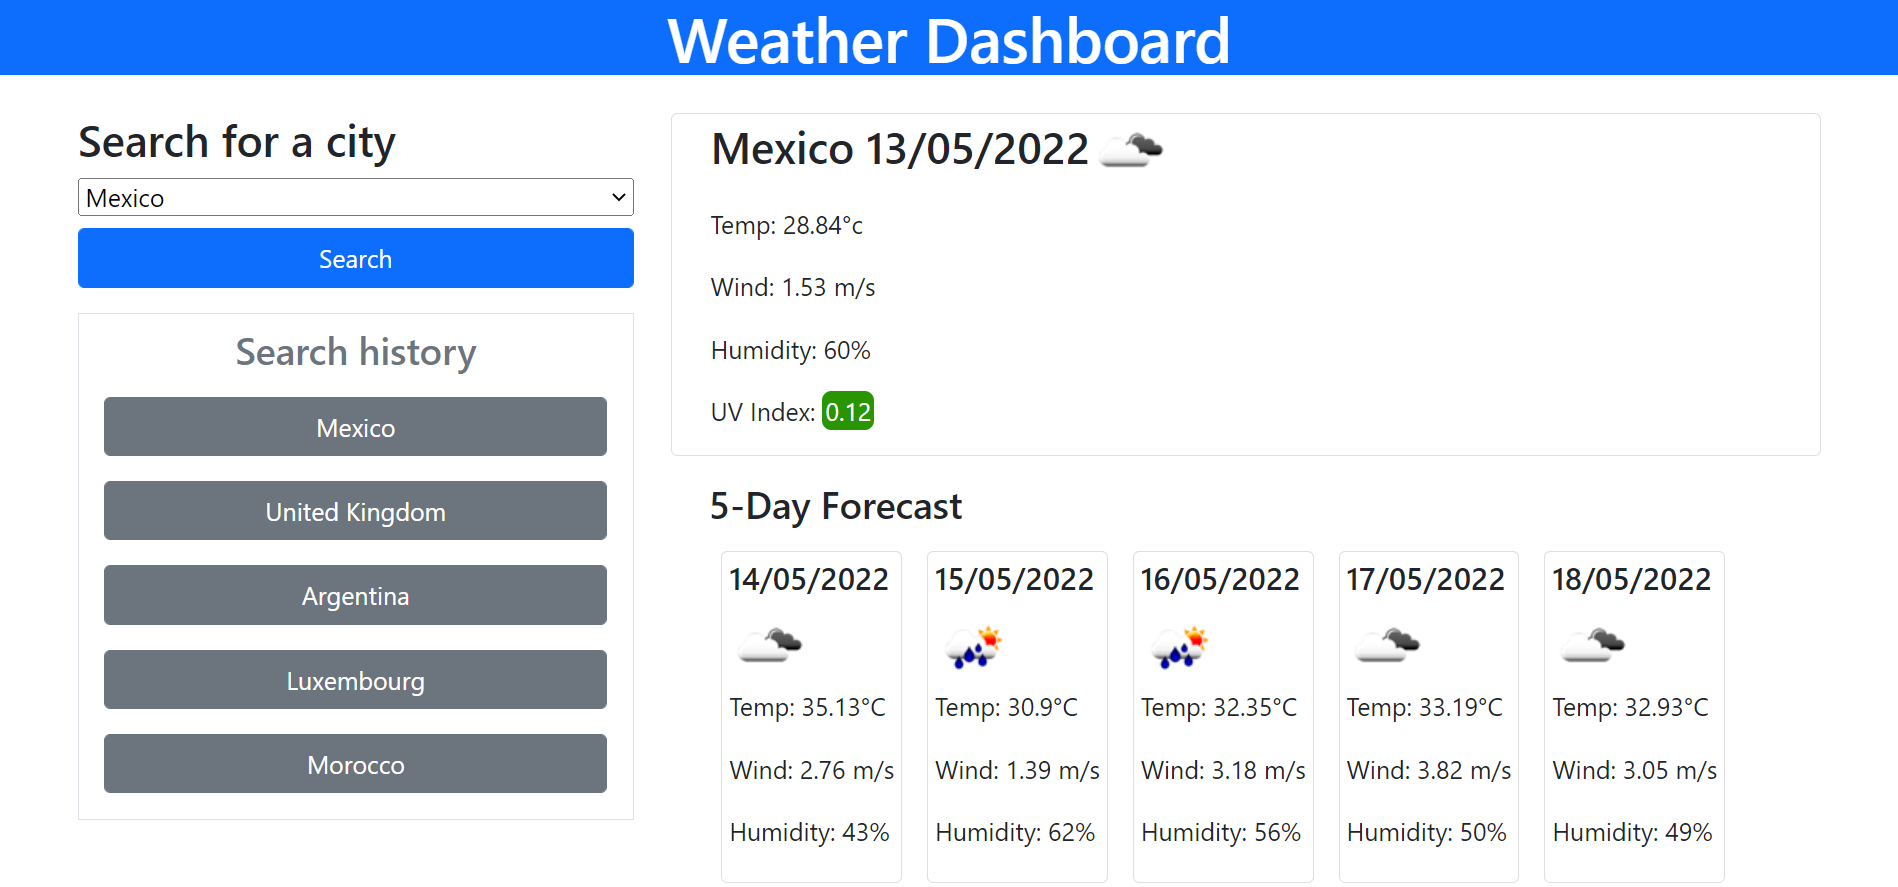 Weather Dashboard
Search for a city
Mexico
Search
Search history
Mexico
United Kingdom
Argentina
Luxembourg
Morocco
Mexico 13/05/2022
Temp: 28.84°c
Wind: 1.53 m/s
Humidity: 60%
UV Index: 0.12
5-Day Forecast
14/05/2022
Temp: 35.13°C
Wind: 2.76 m/s
Humidity: 43%
15/05/2022
Temp: 30.9°C
Wind: 1.39 m/s
Humidity: 62%
16/05/2022
Temp: 32.35°C
Wind: 3.18 m/s
Humidity: 56%
17/05/2022
Temp: 33.19°C
Wind: 3.82 m/s
Humidity: 50%
18/05/2022
Temp: 32.93°C
Wind: 3.05 m/s
Humidity: 49%